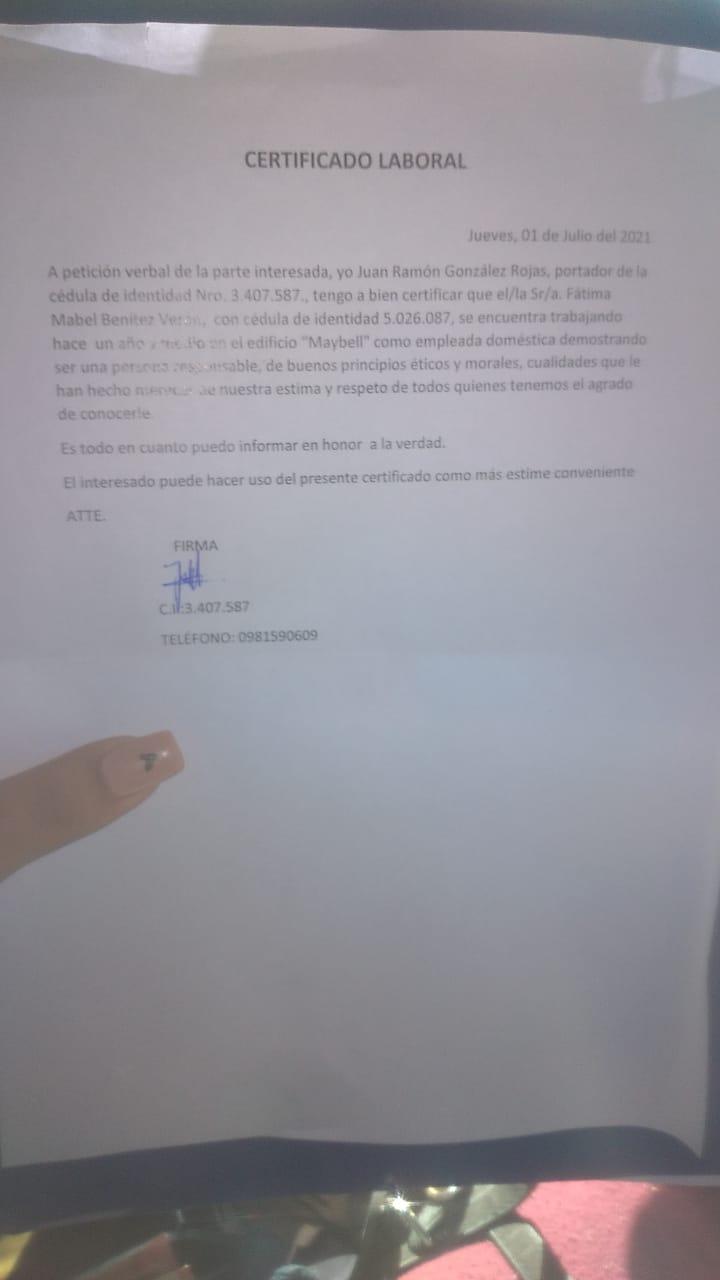 CERTIFICADO LABORAL
Jueves, 01 de Julio del 2021
A petición verbal de la parte interesada, yo Juan Ramón González Rojas, portador de la
cédula de identidad Nro. 3.407.587., tengo a bien certificar que el/la Sr/a. Fátima
Mabel Benítez Verón, con cédula de identidad 5.026.087, se encuentra trabajando
hace un año y medio en el edificio "Maybell" como empleada doméstica demostrando
ser una persona responsable, de buenos principios éticos y morales, cualidades que le
han hecho nuestra estima y respeto de todos quienes tenemos el agrado
de conocerle
Es todo en cuanto puedo informar en honor a la verdad.
El interesado puede hacer uso del presente certificado como más estime conveniente
ATTE.
FIRMA
C.I:3.407.587
TELÉFONO: 0981590609